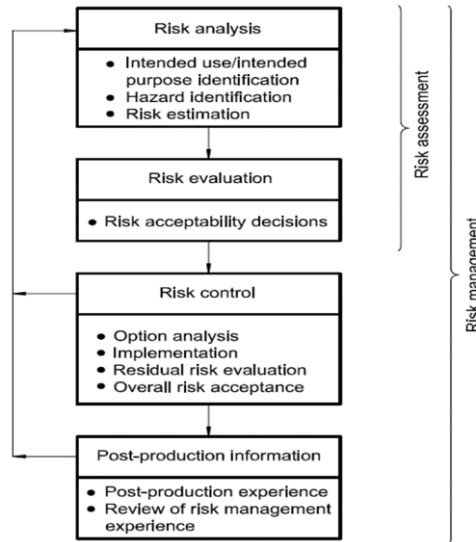 Risk analysis
• Intended use/intended
purpose identification
• Hazard identification
• Risk estimation
Risk evaluation
• Risk acceptability decisions
Risk control
• Option analysis
• Implementation
• Residual risk evaluation
• Overall risk acceptance
Post-production information
• Post-production experience
• Review of risk management
experience
Risk assessment
Risk management